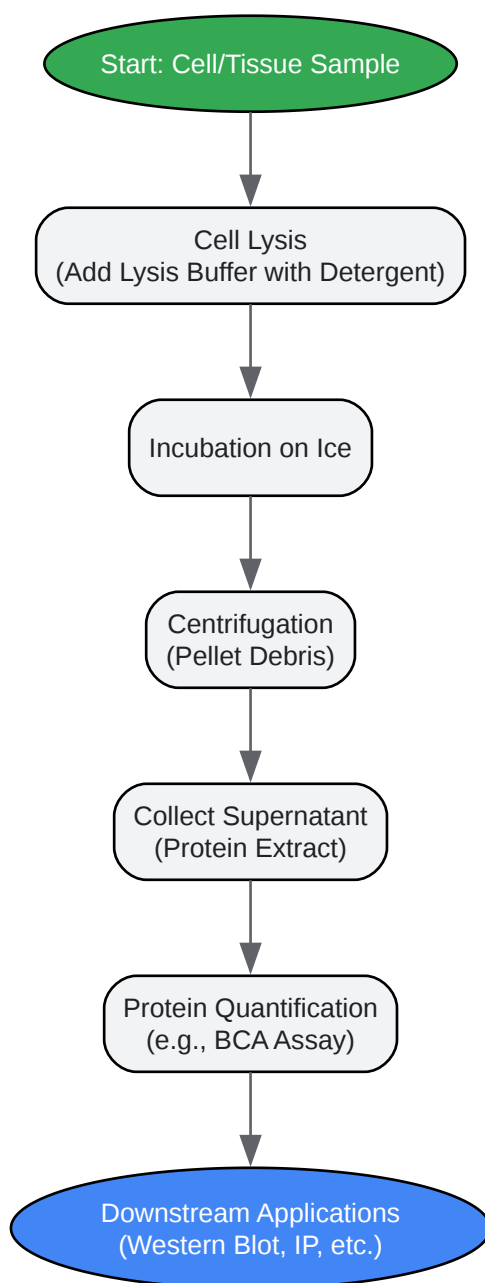 Start: Cell/Tissue Sample
Cell Lysis
(Add Lysis Buffer with Detergent)
Incubation on Ice
Centrifugation
(Pellet Debris)
Collect Supernatant
(Protein Extract)
Protein Quantification
(e.g., BCA Assay)
Downstream Applications
(Western Blot, IP, etc.)